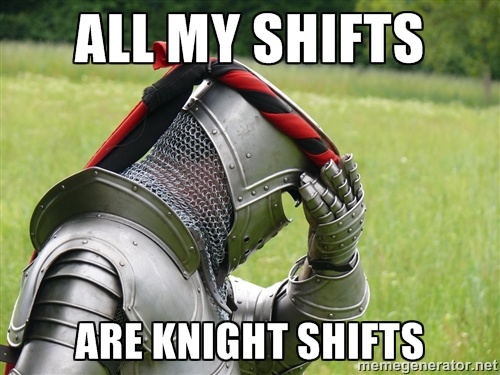 ALL MY SHIFTS
ARE KNIGHT SHIFTS
memegenerator.net